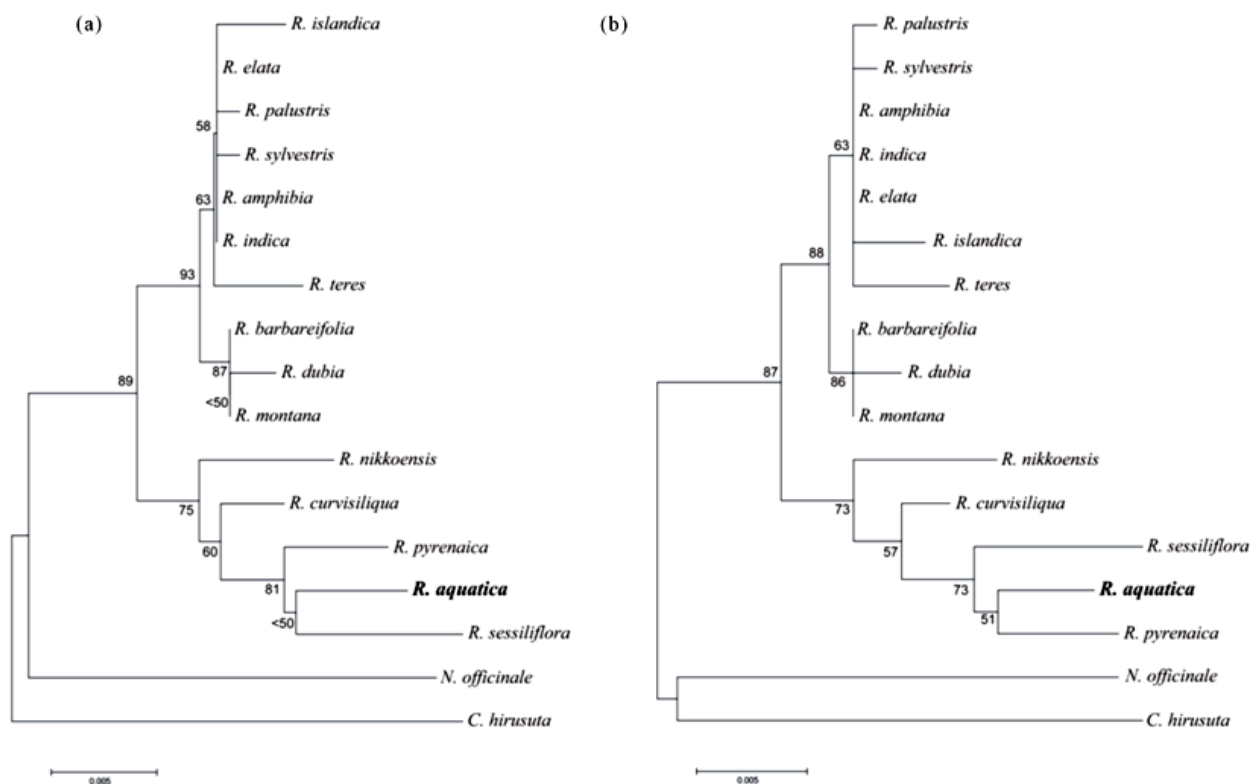 (a)
R. islandica
R. elata
R. palustris
58
R. sylvestris
R. amphibia
63
R. indica
93
R. teres
R. barbareifolia
87
R. dubia
<50
R. montana
89
R. nikkoensis
75
R. curvisiliqua
60
R. pyrenaica
81
R. aquatica
<50
R. sessiliflora
N. officinale
C. hirusuta
0.005
(b)
R. palustris
R. sylvestris
R. amphibia
63
R. indica
R. elata
88
R. islandica
R. teres
R. barbareifolia
87
R. dubia
86
R. montana
R. nikkoensis
73
R. curvisiliqua
57
R. sessiliflora
73
R. aquatica
51
R. pyrenaica
N. officinale
C. hirusuta
0.005